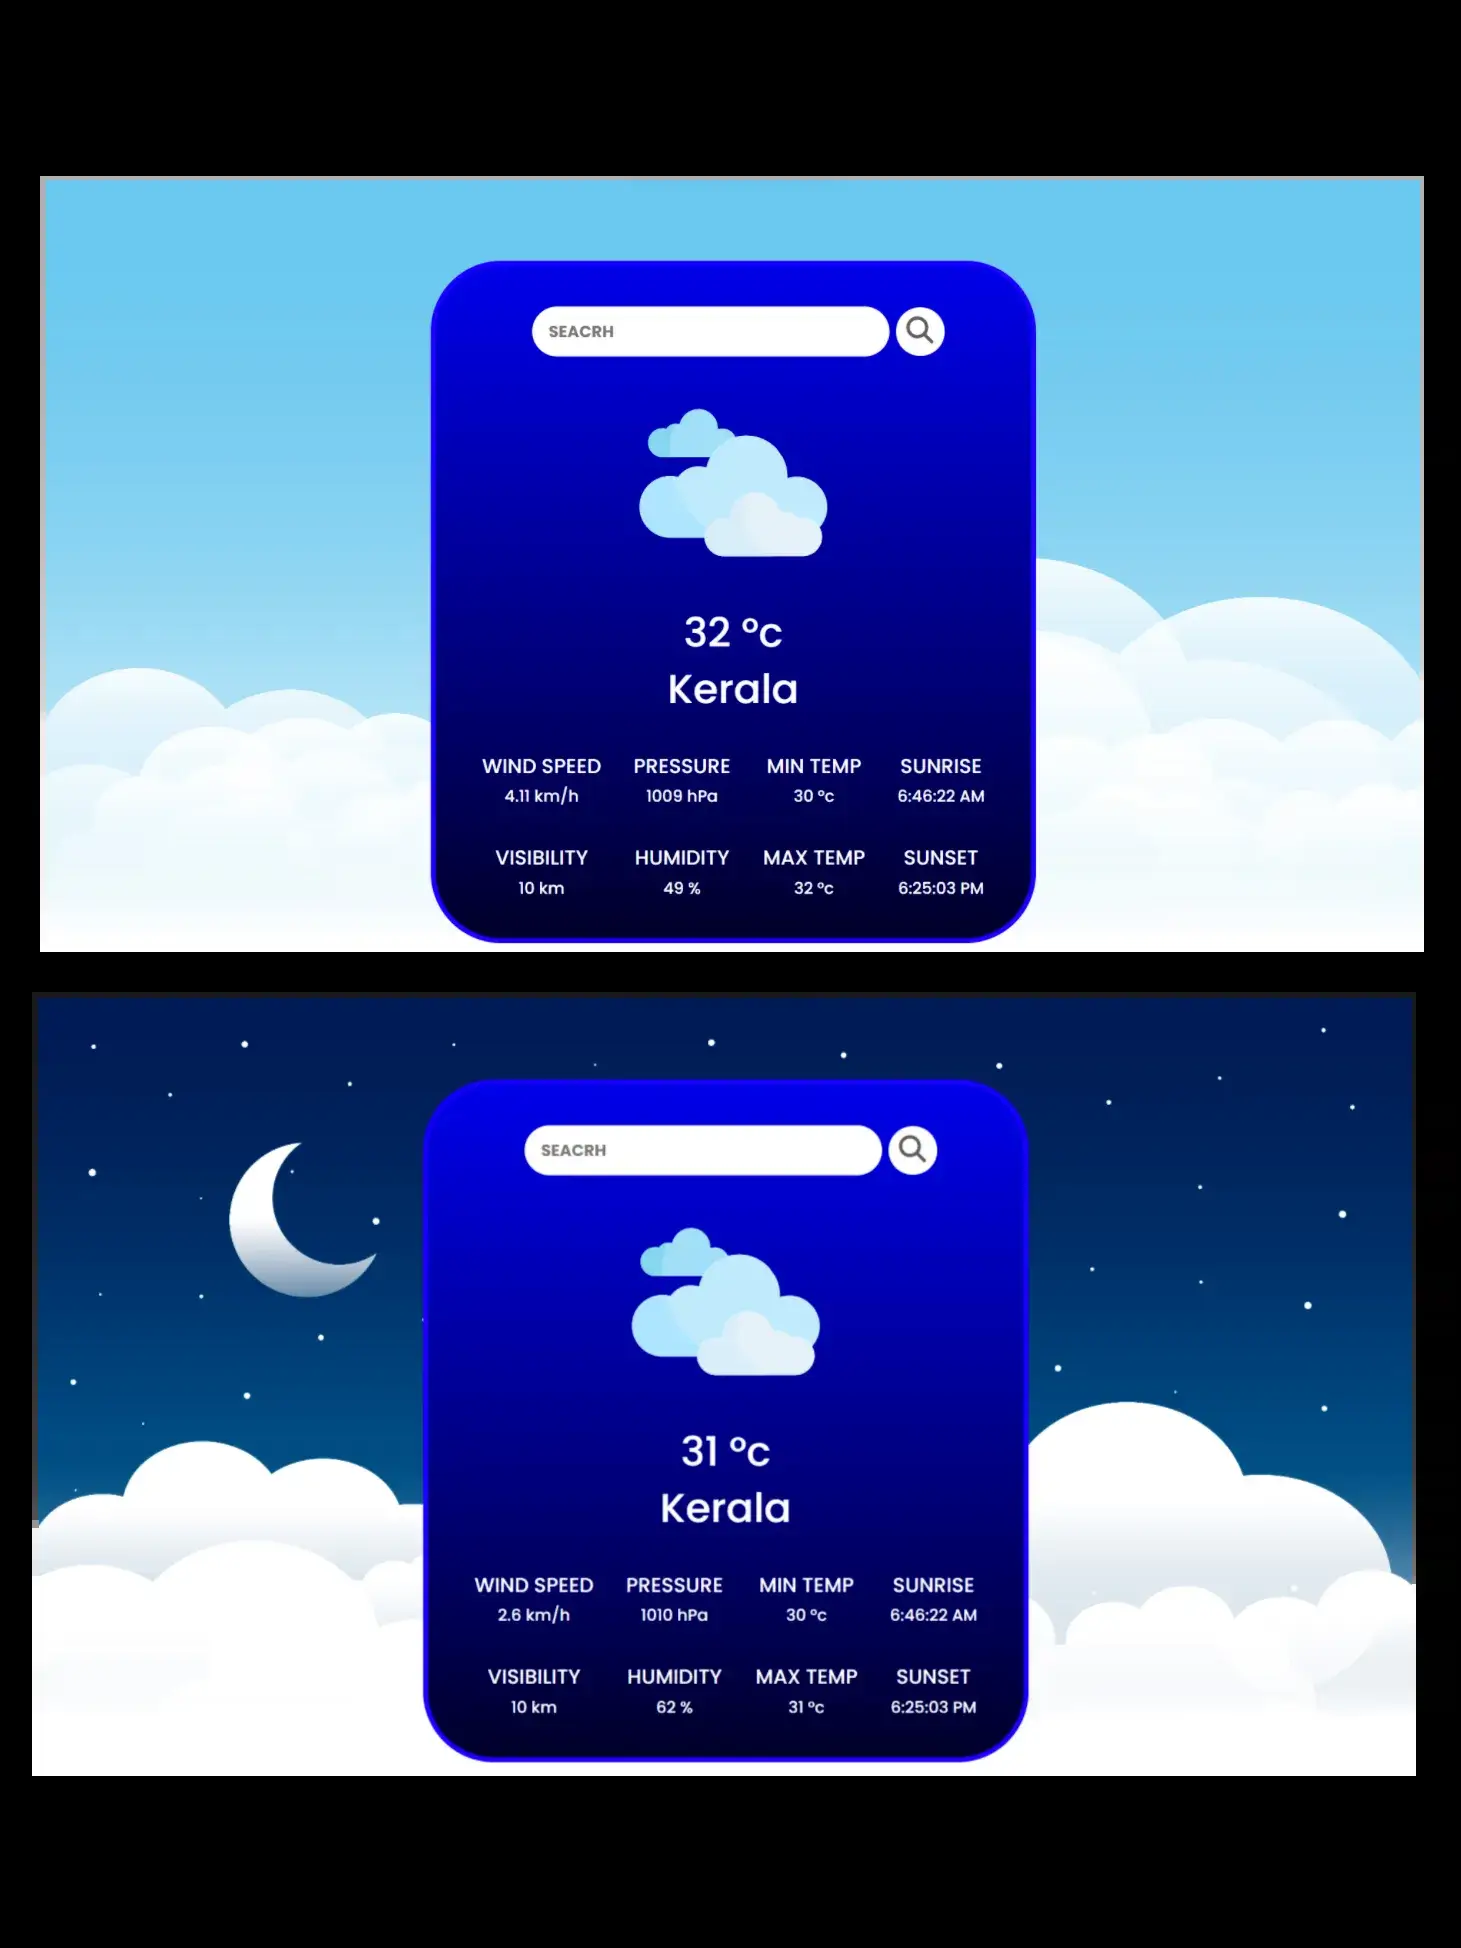 SEACRH
32 °c
Kerala
WIND SPEED PRESSURE MIN TEMP SUNRISE
4.11 km/h 1009 hPa 30 °c 6:46:22 AM
VISIBILITY HUMIDITY MAX TEMP SUNSET
10 km 49 % 32 °c 6:25:03 PM
SEACRH
31 °c
Kerala
WIND SPEED PRESSURE MIN TEMP SUNRISE
2.6 km/h 1010 hPa 30 °c 6:46:22 AM
VISIBILITY HUMIDITY MAX TEMP SUNSET
10 km 62 % 31 °c 6:25:03 PM